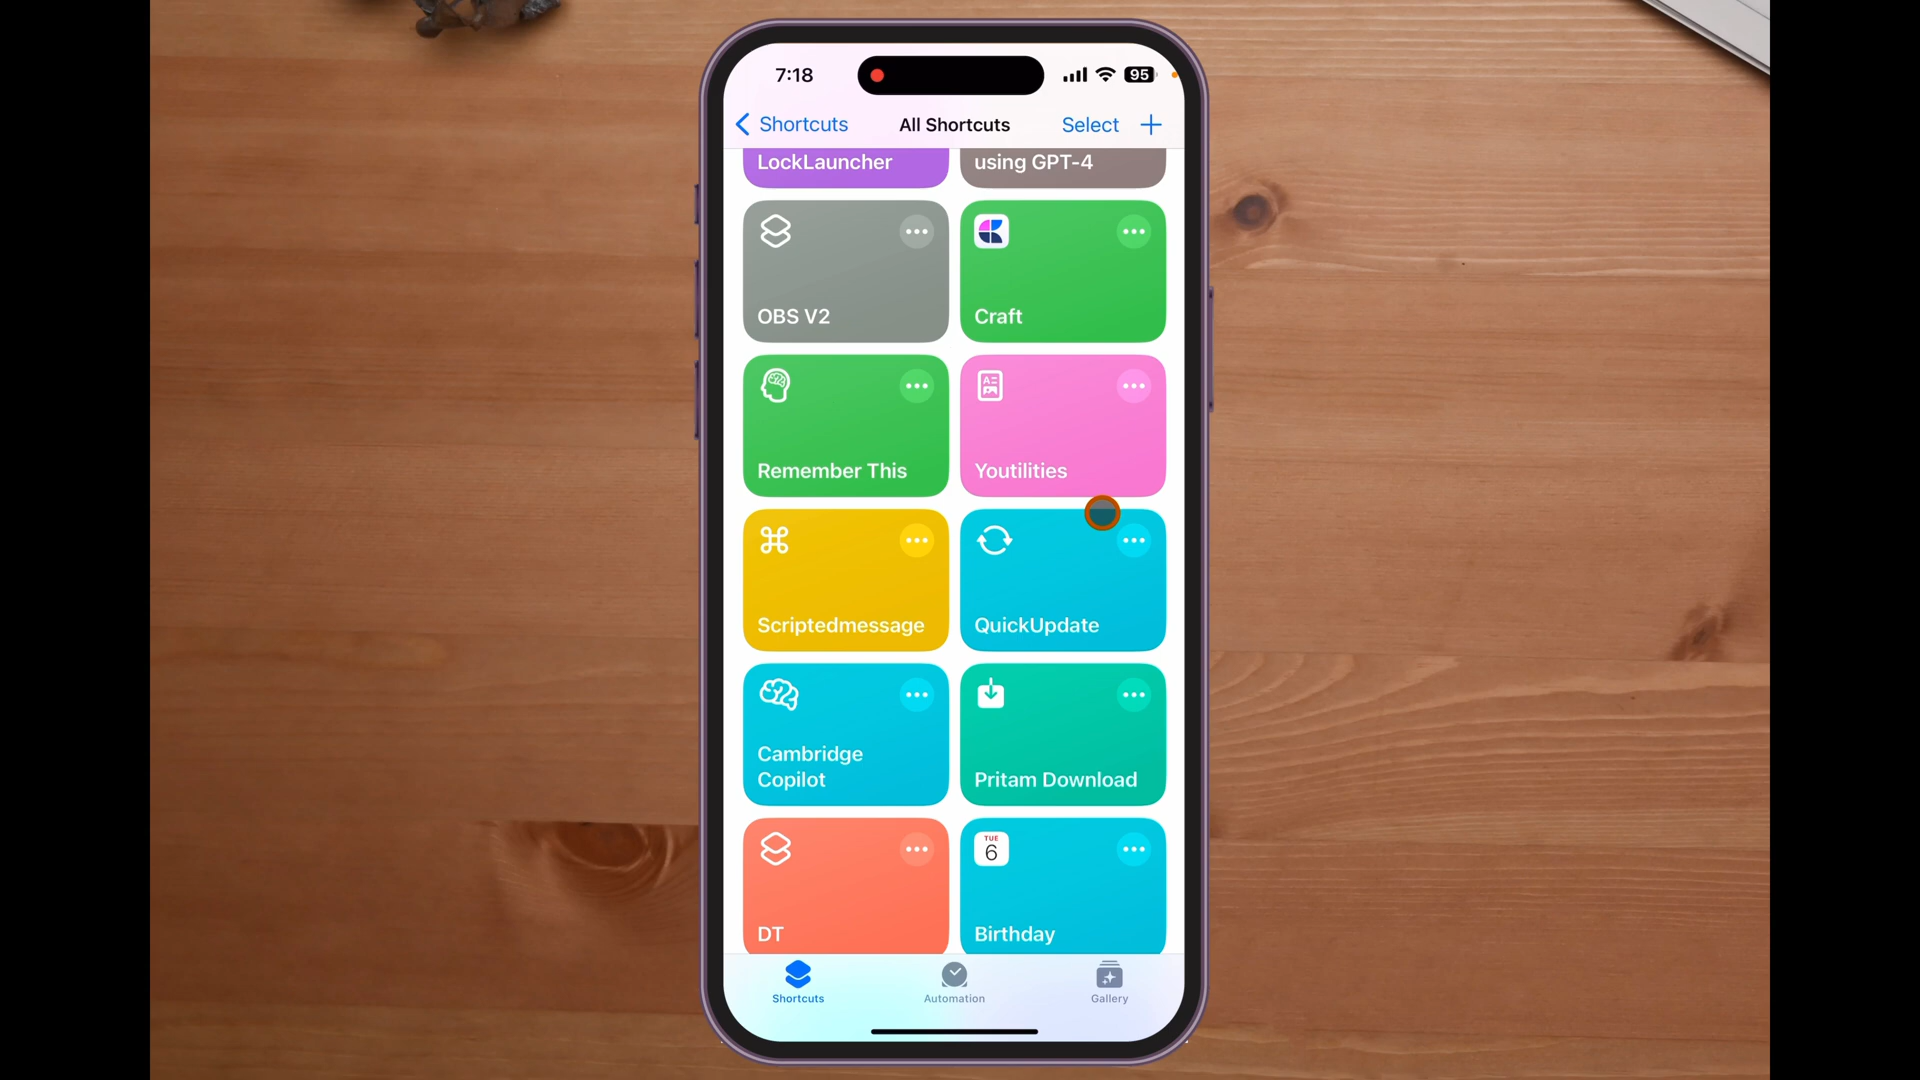 7:18
95
Shortcuts
All Shortcuts
Select
LockLauncher
using GPT-4
OBS V2
Craft
Remember This
Youtilities
Scriptedmessage
QuickUpdate
Cambridge
Copilot
Pritam Download
TUE
6
DT
Birthday
Shortcuts
Automation
Gallery